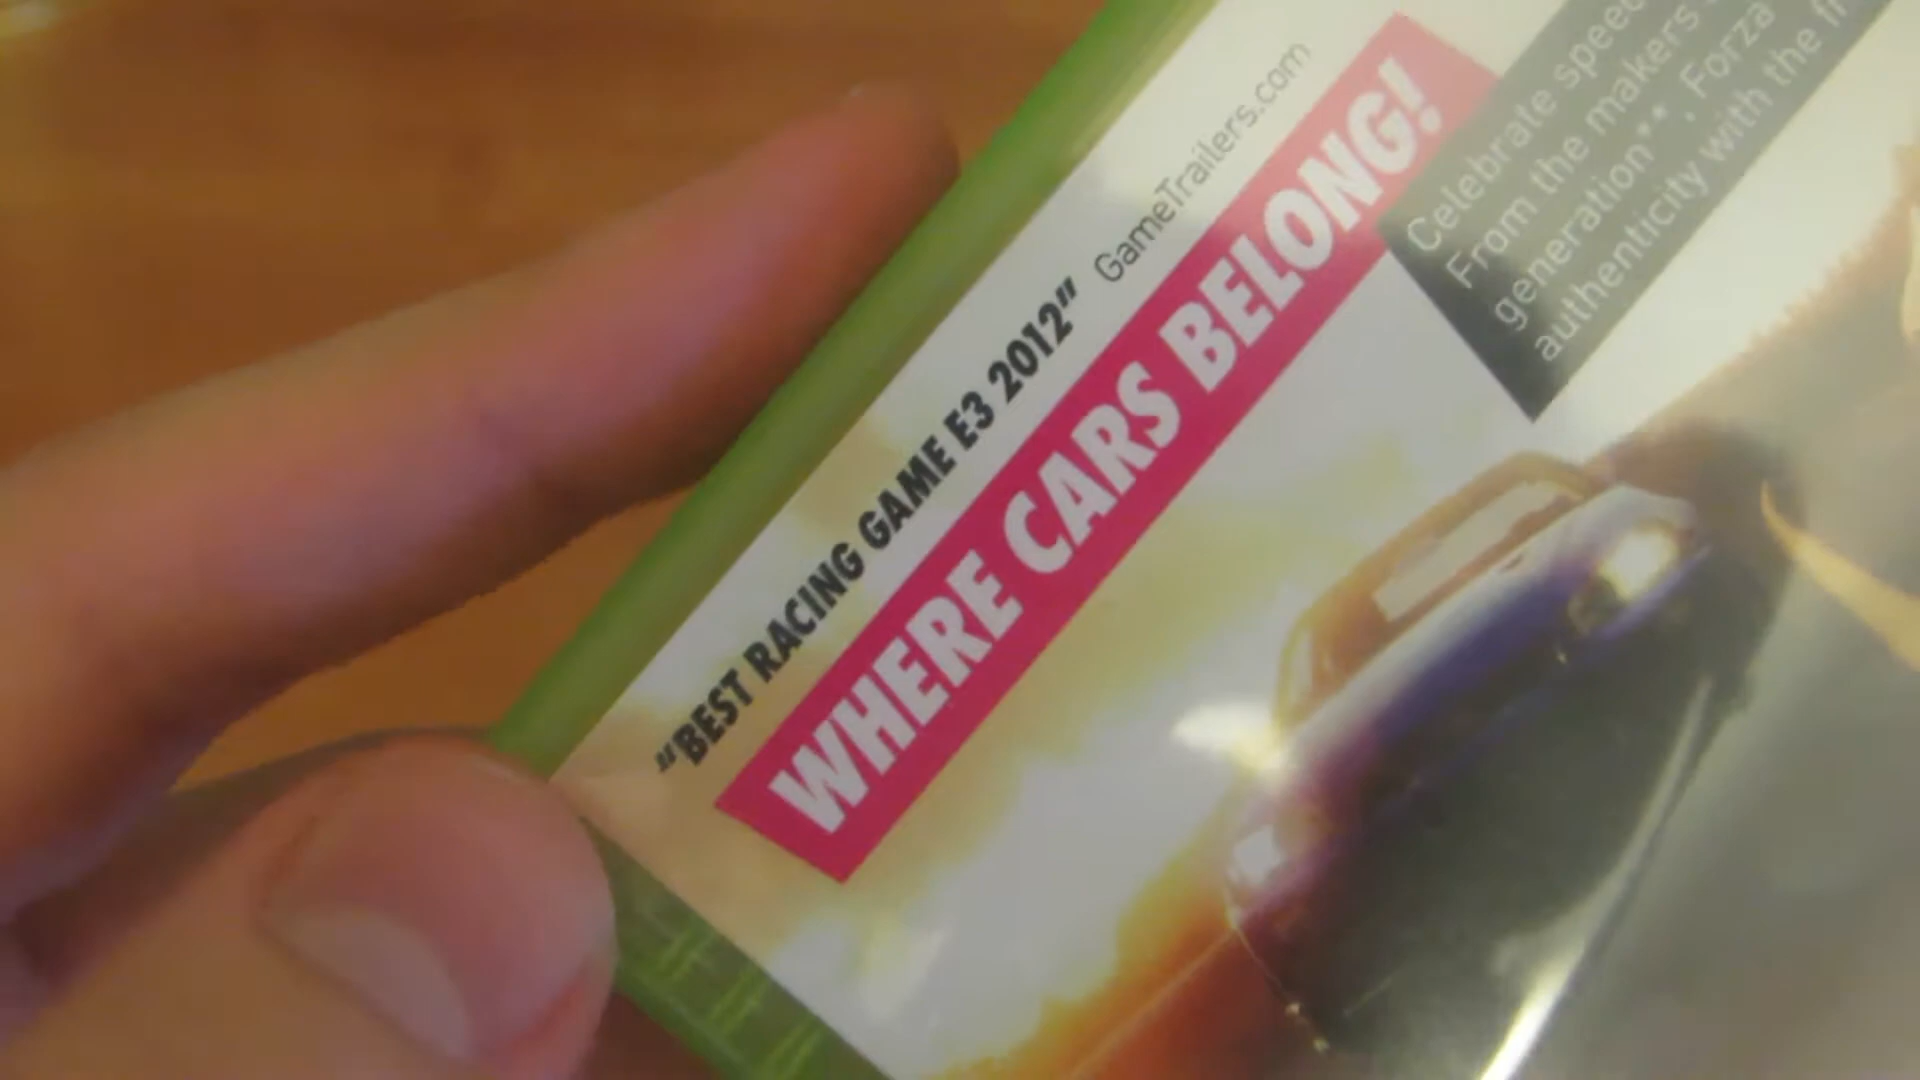 "BEST RACING GAME E3 2012" GameTrailers.com
WHERE CARS BELONG!
Celebrate speed
From the makers
generation**. Forza
authenticity with the